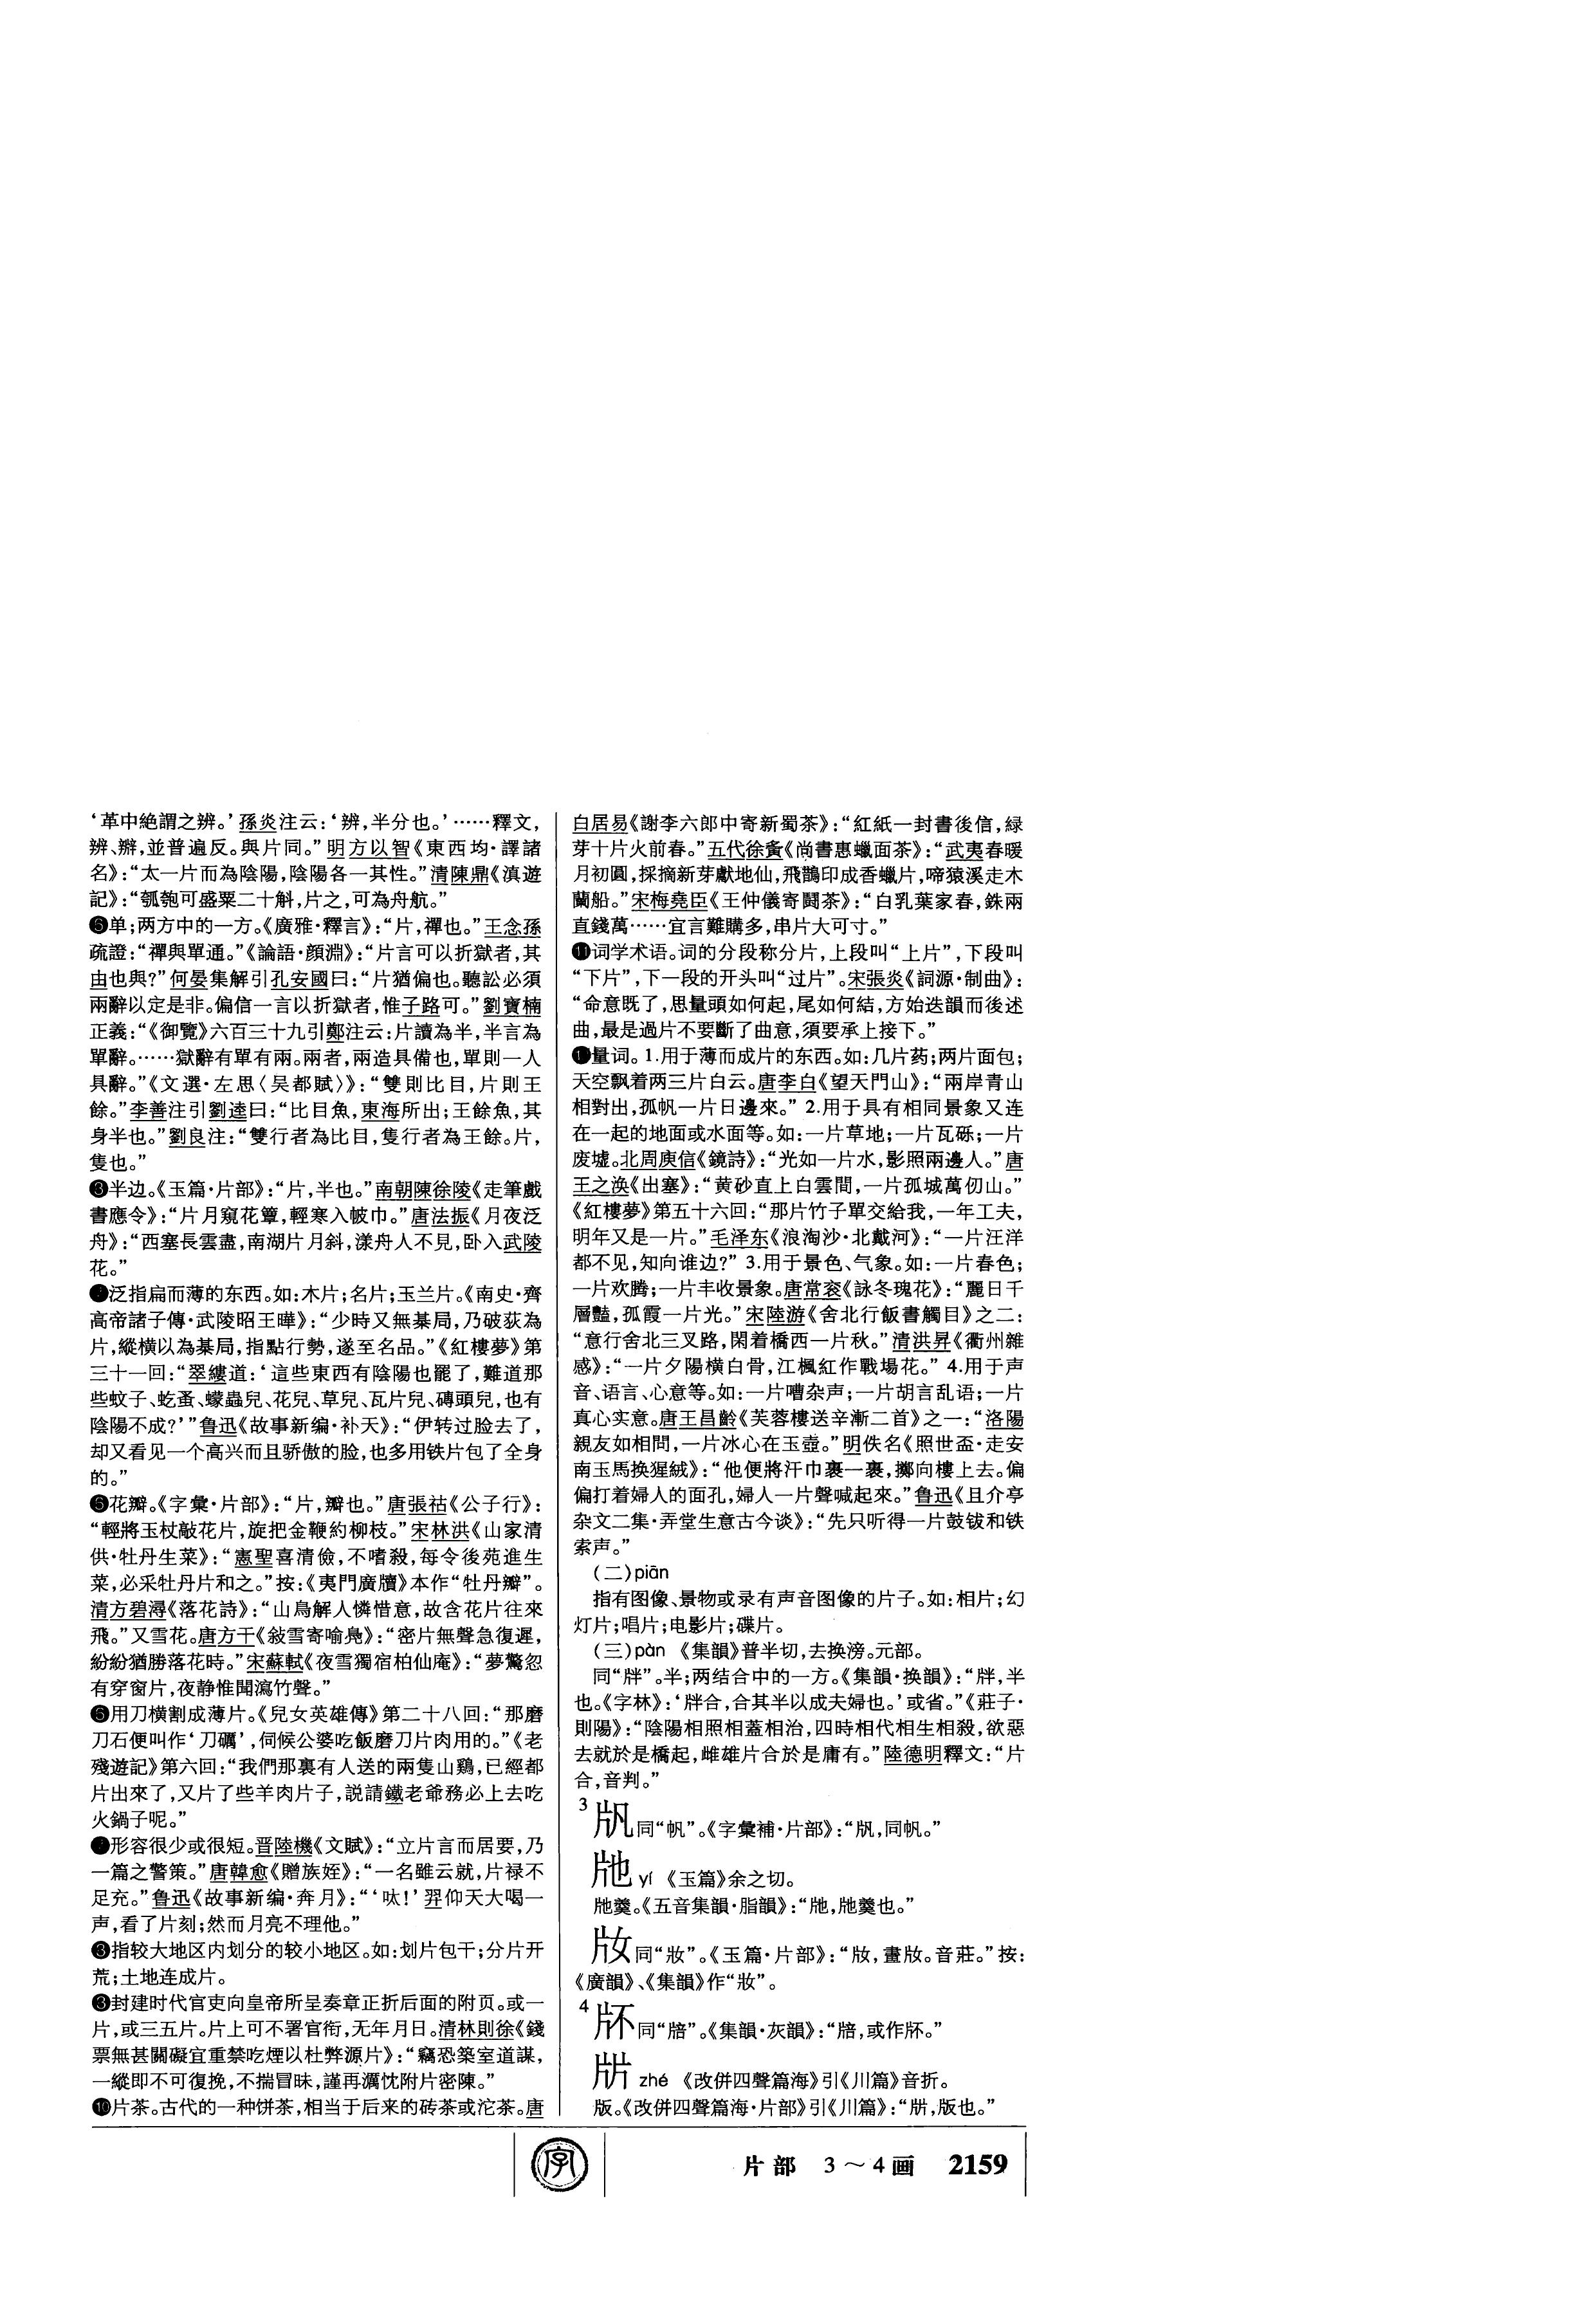 ‘革中絶謂之辨。’孫炎注云：‘辨，半分也。’……釋文，
辨、辦，並普遍反。與片同。”明方以智《東西均·譯諸
名》：“太一片而為陰陽，陰陽各一其性。”清陳鼎《滇遊
記》：“瓠匏可盛粟二十斛，片之，可為舟航。”
❺单；两方中的一方。《廣雅·釋言》：“片，禪也。”王念孫
疏證：“禪與單通。”《論語·顔淵》：“片言可以折獄者，其
由也與？”何晏集解引孔安國曰：“片猶偏也。聽訟必須
兩辭以定是非。偏信一言以折獄者，惟子路可。”劉寶楠
正義：“《御覽》六百三十九引鄭注云：片讀為半，半言為
單辭。……獄辭有單有兩。兩者，兩造具備也，單則一人
具辭。”《文選·左思〈吴都賦〉》：“雙則比目，片則王
餘。”李善注引劉逵曰：“比目魚，東海所出；王餘魚，其
身半也。”劉良注：“雙行者為比目，隻行者為王餘。片，
隻也。”
❸半边。《玉篇·片部》：“片，半也。”南朝陳徐陵《走筆戲
書應令》：“片月窺花簟，輕寒入帔巾。”唐法振《月夜泛
舟》：“西塞長雲盡，南湖片月斜，漾舟人不見，卧入武陵
花。”
泛指扁而薄的东西。如：木片；名片；玉兰片。《南史·齊
高帝諸子傳·武陵昭王曄》：“少時又無棊局，乃破荻為
片，縱横以為棊局，指點行勢，遂至名品。”《紅樓夢》第
三十一回：“翠縷道：‘這些東西有陰陽也罷了，難道那
些蚊子、虼蚤、蠓蟲兒、花兒、草兒、瓦片兒、磚頭兒，也有
陰陽不成？’”鲁迅《故事新编·补天》：“伊转过脸去了，
却又看见一个高兴而且骄傲的脸，也多用铁片包了全身
的。”
❺花瓣。《字彙·片部》：“片，瓣也。”唐張祜《公子行》：
“輕將玉杖敲花片，旋把金鞭約柳枝。”宋林洪《山家清
供·牡丹生菜》：“憲聖喜清儉，不嗜殺，每令後苑進生
菜，必采牡丹片和之。”按：《夷門廣牘》本作“牡丹瓣”。
清方碧潯《落花詩》：“山鳥解人憐惜意，故含花片往來
飛。”又雪花。唐方干《敍雪寄喻鳧》：“密片無聲急復遲，
紛紛猶勝落花時。”宋蘇軾《夜雪獨宿柏仙庵》：“夢驚忽
有穿窗片，夜静惟聞瀉竹聲。”
❻用刀横割成薄片。《兒女英雄傳》第二十八回：“那磨
刀石便叫作‘刀礪’，伺候公婆吃飯磨刀片肉用的。”《老
殘遊記》第六回：“我們那裏有人送的兩隻山鷄，已經都
片出來了，又片了些羊肉片子，説請鐵老爺務必上去吃
火鍋子呢。”
形容很少或很短。晋陸機《文賦》：“立片言而居要，乃
一篇之警策。”唐韓愈《贈族姪》：“一名雖云就，片禄不
足充。”鲁迅《故事新编·奔月》：“‘呔！’羿仰天大喝一
声，看了片刻；然而月亮不理他。”
❸指较大地区内划分的较小地区。如：划片包干；分片开
荒；土地连成片。
❸封建时代官吏向皇帝所呈奏章正折后面的附页。或一
片，或三五片。片上可不署官衔，无年月日。清林則徐《錢
票無甚關礙宜重禁吃煙以杜弊源片》：“竊恐築室道謀，
一縱即不可復挽，不揣冒昧，謹再瀝忱附片密陳。”
❿片茶。古代的一种饼茶，相当于后来的砖茶或沱茶。唐
白居易《謝李六郎中寄新蜀茶》：“紅紙一封書後信，緑
芽十片火前春。”五代徐夤《尚書惠蠟面茶》：“武夷春暖
月初圓，採摘新芽獻地仙，飛鵲印成香蠟片，啼猿溪走木
蘭船。”宋梅堯臣《王仲儀寄鬭茶》：“白乳葉家春，銖兩
直錢萬……宜言難購多，串片大可寸。”
⓫词学术语。词的分段称分片，上段叫“上片”，下段叫
“下片”，下一段的开头叫“过片”。宋張炎《詞源·制曲》：
“命意既了，思量頭如何起，尾如何結，方始迭韻而後述
曲，最是過片不要斷了曲意，須要承上接下。”
❶量词。1.用于薄而成片的东西。如：几片药；两片面包；
天空飘着两三片白云。唐李白《望天門山》：“兩岸青山
相對出，孤帆一片日邊來。”2.用于具有相同景象又连
在一起的地面或水面等。如：一片草地；一片瓦砾；一片
废墟。北周庾信《鏡詩》：“光如一片水，影照兩邊人。”唐
王之涣《出塞》：“黄砂直上白雲間，一片孤城萬仞山。”
《紅樓夢》第五十六回：“那片竹子單交給我，一年工夫，
明年又是一片。”毛泽东《浪淘沙·北戴河》：“一片汪洋
都不见，知向谁边？”3.用于景色、气象。如：一片春色；
一片欢腾；一片丰收景象。唐常衮《詠冬瑰花》：“麗日千
層豔，孤霞一片光。”宋陸游《舍北行飯書觸目》之二：
“意行舍北三叉路，閑着橋西一片秋。”清洪昇《衢州雜
感》：“一片夕陽横白骨，江楓紅作戰場花。”4.用于声
音、语言、心意等。如：一片嘈杂声；一片胡言乱语；一片
真心实意。唐王昌齡《芙蓉樓送辛漸二首》之一：“洛陽
親友如相問，一片冰心在玉壺。”明佚名《照世盃·走安
南玉馬换猩絨》：“他便將汗巾裹一裹，擲向樓上去。偏
偏打着婦人的面孔，婦人一片聲喊起來。”鲁迅《且介亭
杂文二集·弄堂生意古今谈》：“先只听得一片鼓钹和铁
索声。”
（二）piān
指有图像、景物或录有声音图像的片子。如：相片；幻
灯片；唱片；电影片；碟片。
（三）pàn 《集韻》普半切，去换滂。元部。
同“牉”。半；两结合中的一方。《集韻·换韻》：“牉，半
也。《字林》：‘牉合，合其半以成夫婦也。’或省。”《莊子·
則陽》：“陰陽相照相蓋相治，四時相代相生相殺，欲惡
去就於是橋起，雌雄片合於是庸有。”陸德明釋文：“片
合，音判。”
3 㸡同“帆”。《字彙補·片部》：“㸡，同帆。”
㸠 yí 《玉篇》余之切。
㸠羹。《五音集韻·脂韻》：“㸠，㸠羹也。”
㸢同“妝”。《玉篇·片部》：“㸢，畫㸢。音莊。”按：
《廣韻》、《集韻》作“妝”。
4 㸣同“㸬”。《集韻·灰韻》：“㸬，或作㸣。”
zhé 《改併四聲篇海》引《川篇》音折。
版。《改併四聲篇海·片部》引《川篇》：“，版也。”
字
片部 3～4画 2159